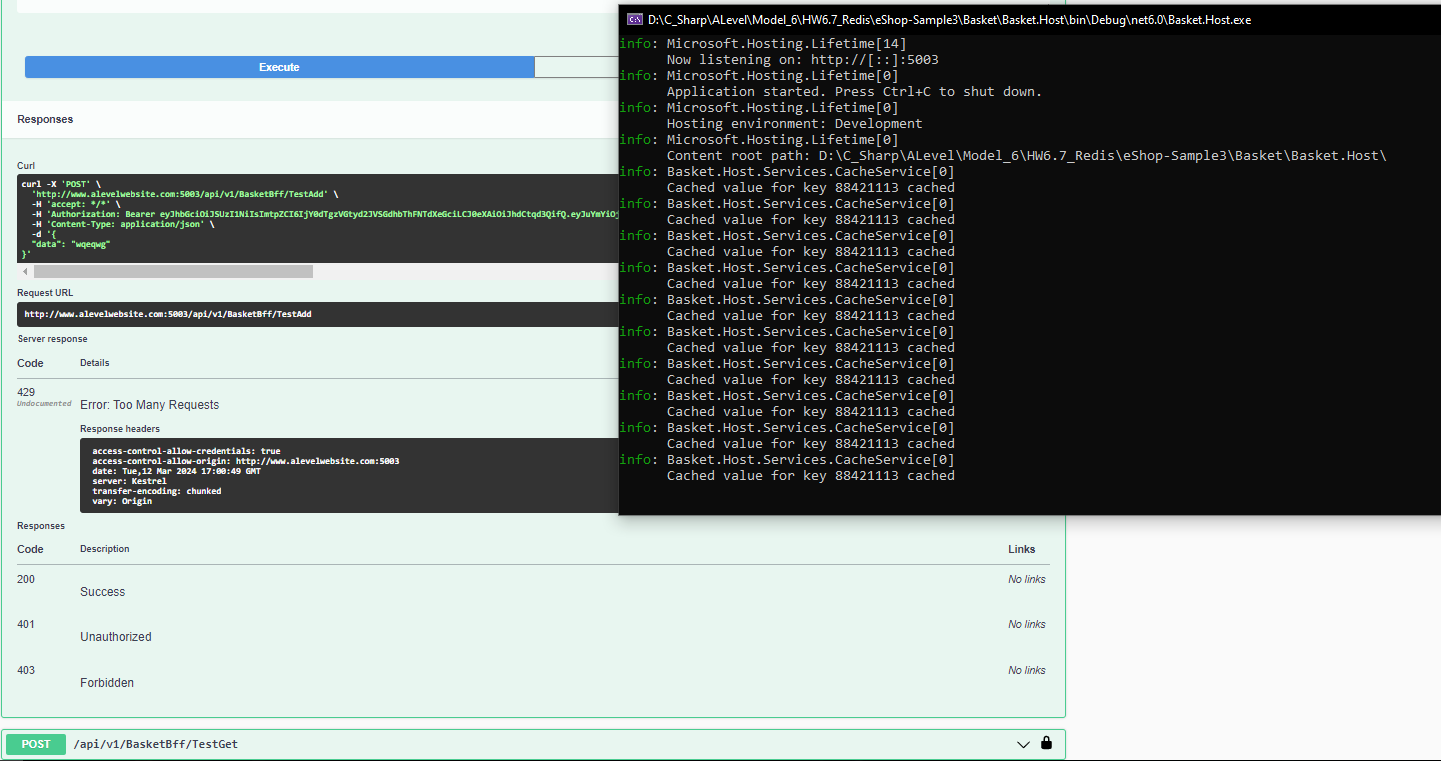 Execute
Responses
Curl
curl -X 'POST' \
'http://www.alevelwebsite.com:5003/api/v1/BasketBff/TestAdd' \
-H 'accept: */*' \
-H 'Authorization: Bearer
-H 'Content-Type: application/json' \
-d '{
"data": "wqeqwg"
}'
Request URL
http://www.alevelwebsite.com:5003/api/v1/BasketBff/TestAdd
Server response
Code Details
429
Undocumented
Error: Too Many Requests
Response headers
access-control-allow-credentials: true
access-control-allow-origin: http://www.alevelwebsite.com:5003
date: Tue,12 Mar 2024 17:00:49 GMT
server: Kestrel
transfer-encoding: chunked
vary: Origin
Responses
Code Description Links
200 No links
Success
401 No links
Unauthorized
403 No links
Forbidden
POST /api/v1/BasketBff/TestGet
D:\C_Sharp\ALevel\Model_6\HW6.7_Redis\eShop-Sample3\Basket\Basket.Host\bin\Debug\net6.0\Basket.Host.exe
info: Microsoft.Hosting.Lifetime[14]
Now listening on: http://[::]:5003
info: Microsoft.Hosting.Lifetime[0]
Application started. Press Ctrl+C to shut down.
info: Microsoft.Hosting.Lifetime[0]
Hosting environment: Development
info: Microsoft.Hosting.Lifetime[0]
Content root path: D:\C_Sharp\ALevel\Model_6\HW6.7_Redis\eShop-Sample3\Basket\Basket.Host\
info: Basket.Host.Services.CacheService[0]
Cached value for key 88421113 cached
info: Basket.Host.Services.CacheService[0]
Cached value for key 88421113 cached
info: Basket.Host.Services.CacheService[0]
Cached value for key 88421113 cached
info: Basket.Host.Services.CacheService[0]
Cached value for key 88421113 cached
info: Basket.Host.Services.CacheService[0]
Cached value for key 88421113 cached
info: Basket.Host.Services.CacheService[0]
Cached value for key 88421113 cached
info: Basket.Host.Services.CacheService[0]
Cached value for key 88421113 cached
info: Basket.Host.Services.CacheService[0]
Cached value for key 88421113 cached
info: Basket.Host.Services.CacheService[0]
Cached value for key 88421113 cached
info: Basket.Host.Services.CacheService[0]
Cached value for key 88421113 cached